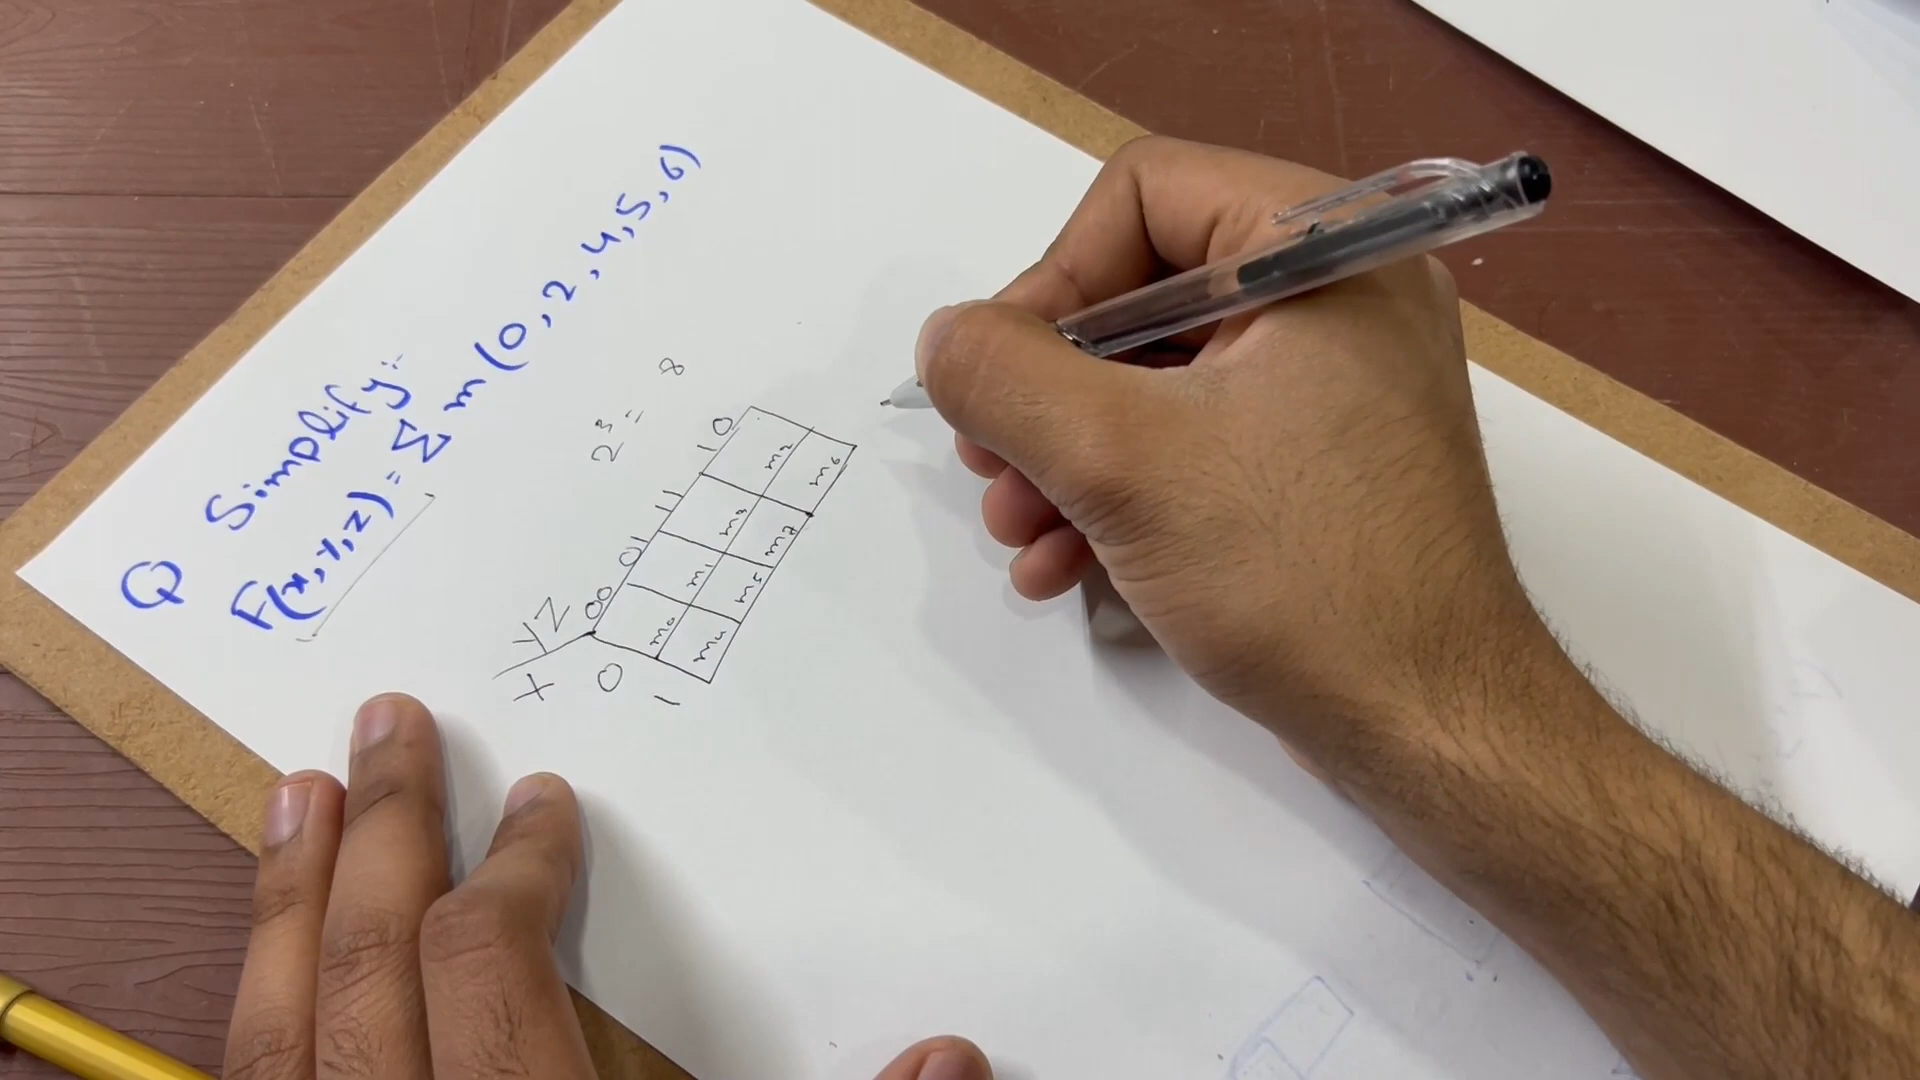 Q Simplify:-
F(x,y,z) = Σ m (0, 2, 4, 5, 6)
2³ = 8
X YZ 00 01 11 10
0 m0 m1 m3 m2
1 m4 m5 m7 m6